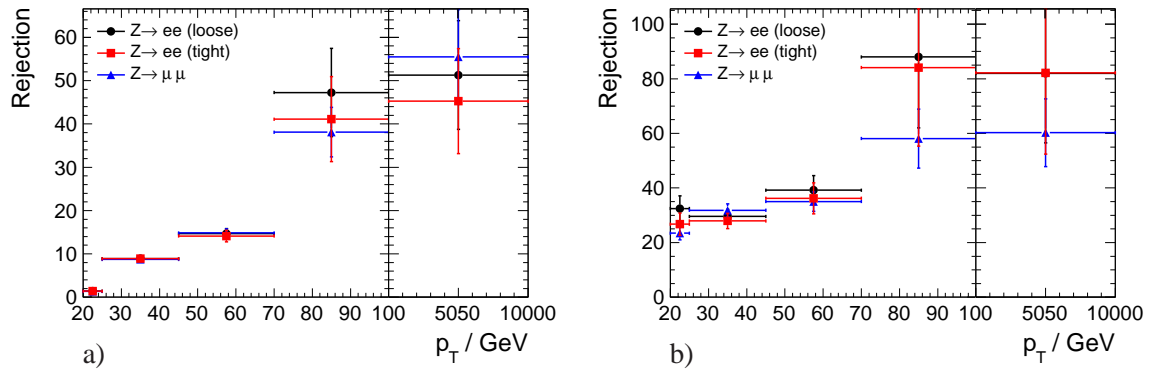 Rejection
60
50
40
30
20
10
0
Z→ ee (loose)
Z→ ee (tight)
Z→ μ μ
20 30 40 50 60 70 80 90 100 5050 10000
p_T / GeV
a)
Rejection
100
80
60
40
20
0
Z→ ee (loose)
Z→ ee (tight)
Z→ μ μ
20 30 40 50 60 70 80 90 100 5050 10000
p_T / GeV
b)